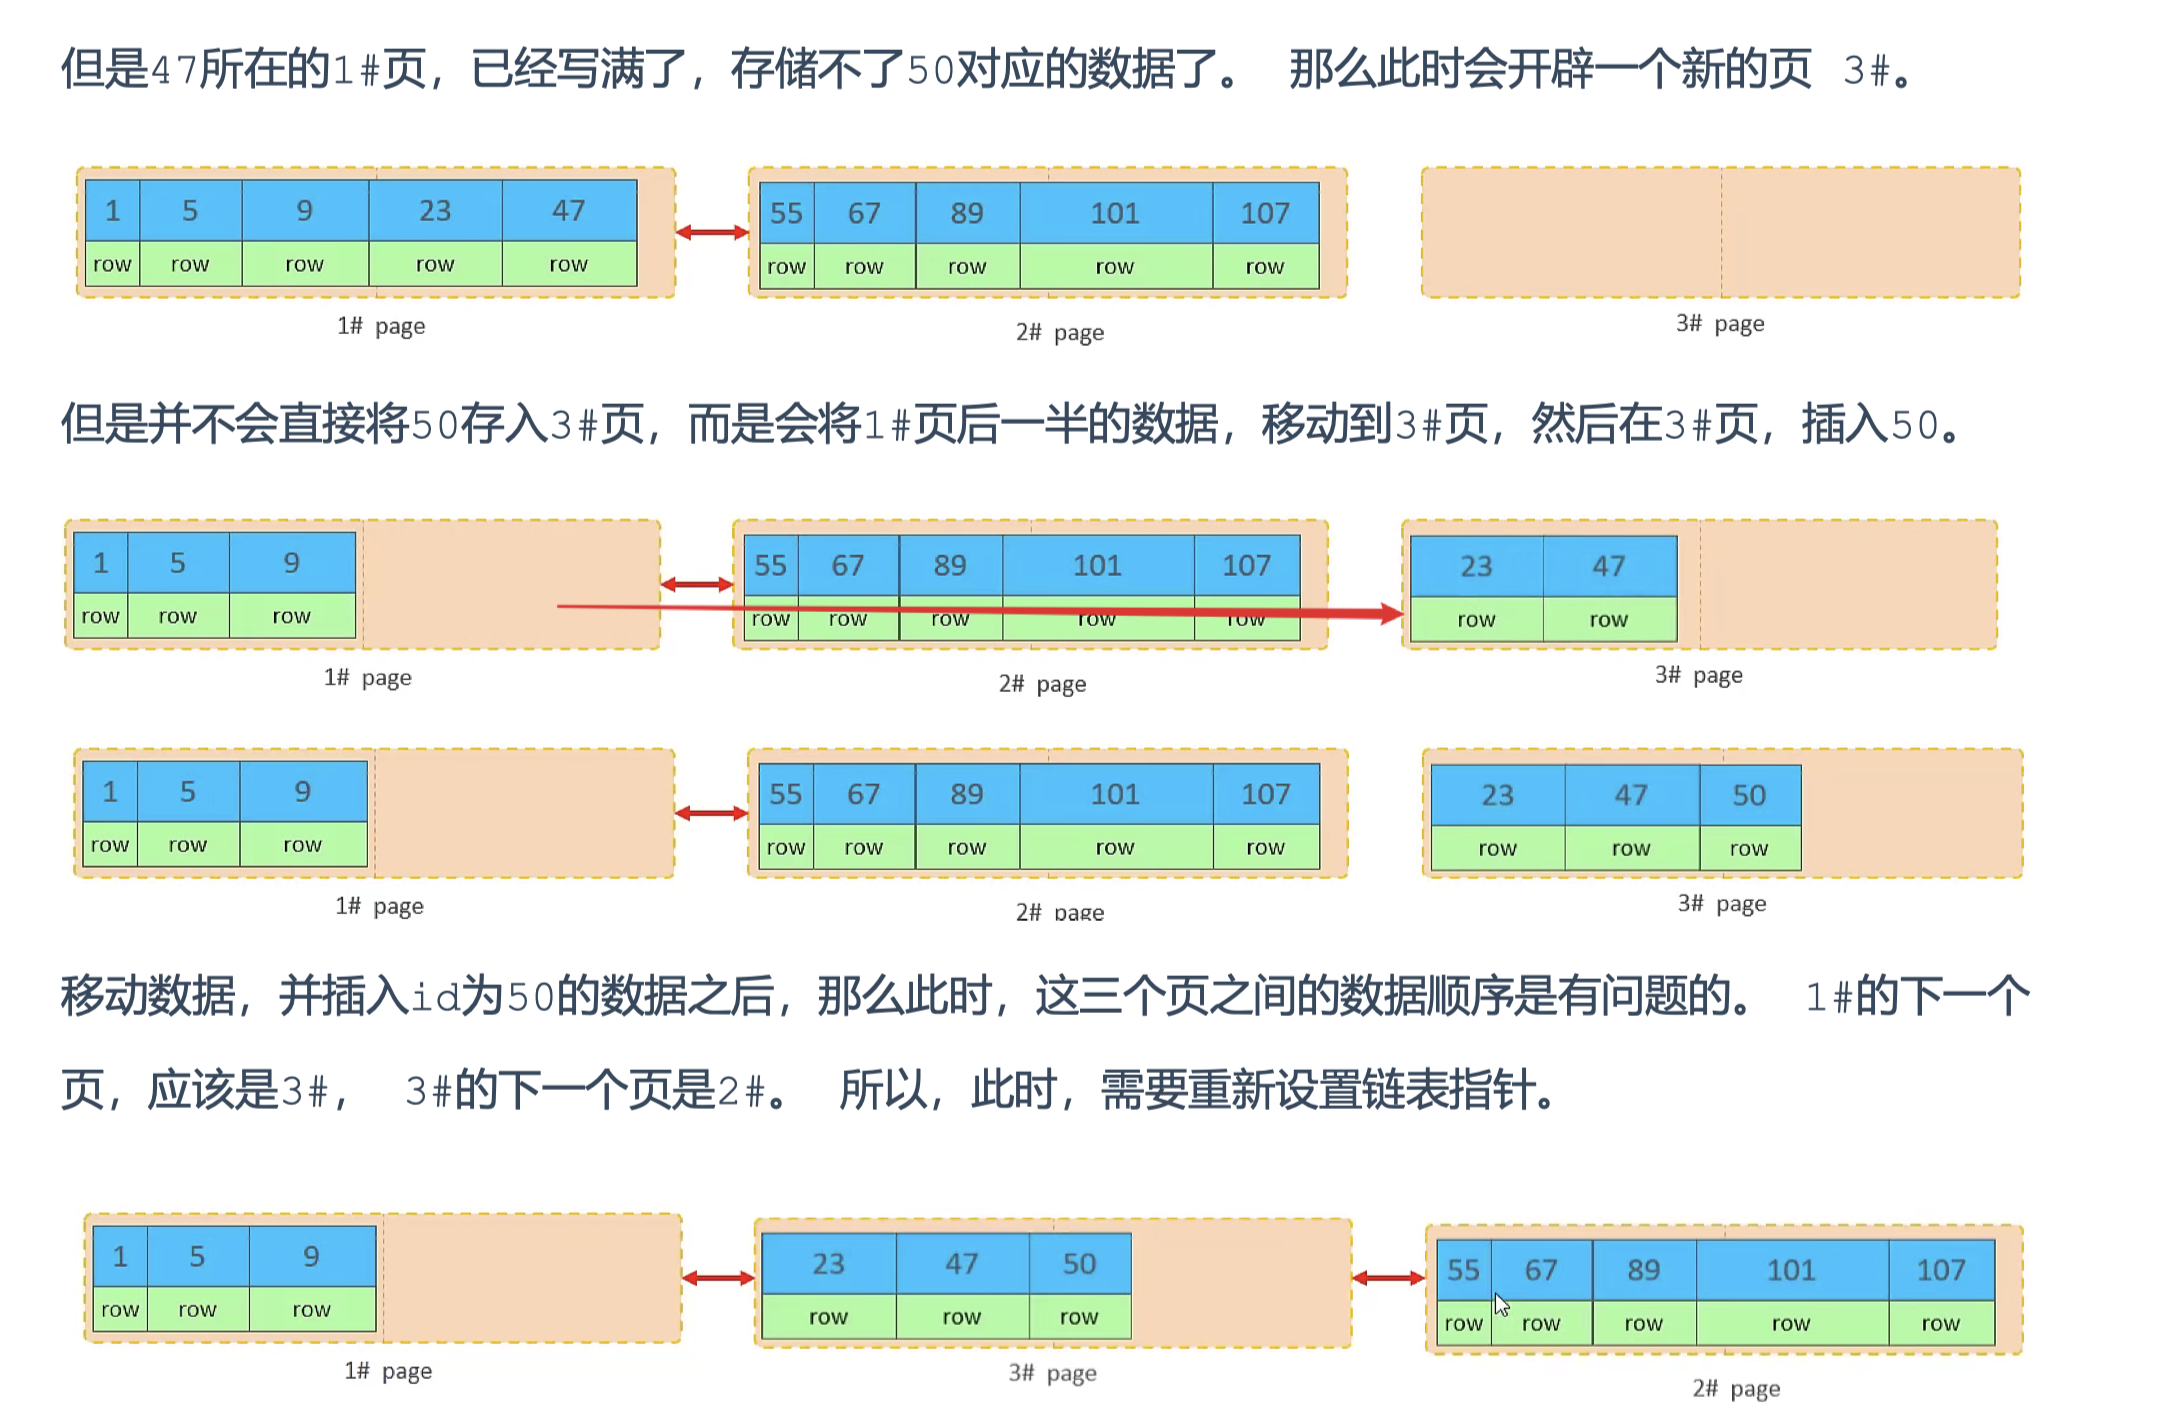 但是47所在的1#页，已经写满了，存储不了50对应的数据了。 那么此时会开辟一个新的页 3#。
1 5 9 23 47 55 67 89 101 107
row row row row row row row row row row
1# page 2# page 3# page
但是并不会直接将50存入3#页，而是会将1#页后一半的数据，移动到3#页，然后在3#页，插入50。
1 5 9 55 67 89 101 107 23 47
row row row row row row row row row row
1# page 2# page 3# page
1 5 9 55 67 89 101 107 23 47 50
row row row row row row row row row row row
1# page 2# page 3# page
移动数据，并插入id为50的数据之后，那么此时，这三个页之间的数据顺序是有问题的。 1#的下一个
页，应该是3#， 3#的下一个页是2#。 所以，此时，需要重新设置链表指针。
1 5 9 23 47 50 55 67 89 101 107
row row row row row row row row row row row
1# page 3# page 2# page